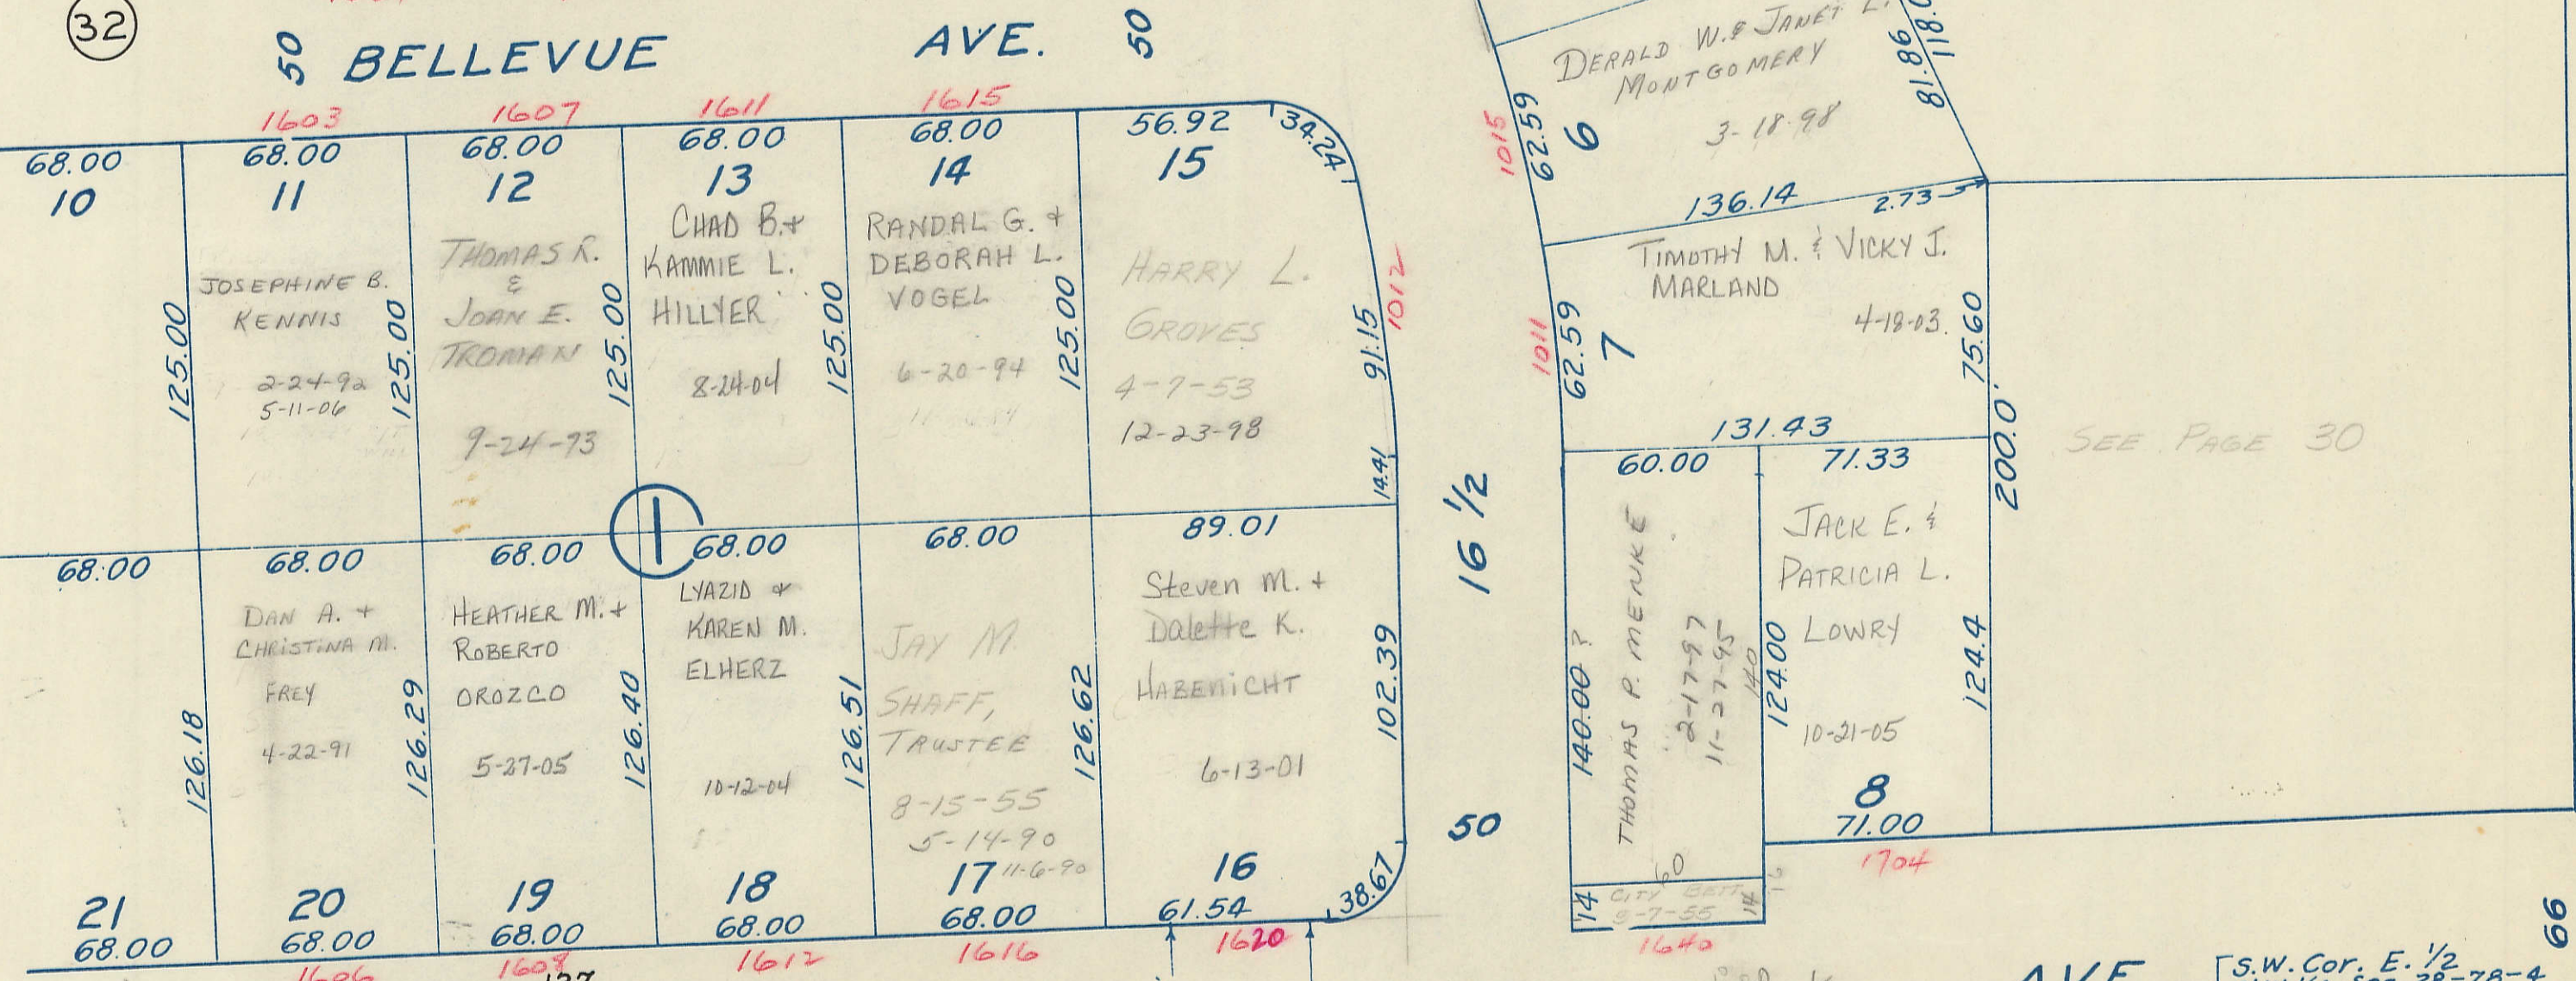 32
50
BELLEVUE
AVE.
50
1603
1607
1611
1615
68.00
68.00
68.00
68.00
68.00
56.92
34.24
10
11
12
13
14
15
JOSEPHINE B.
KENNIS
2-24-92
5-11-06
THOMAS R.
&
JOAN E.
TROMAN
9-24-93
CHAD B. &
KAMMIE L.
HILLYER
8-24-04
RANDAL G. &
DEBORAH L.
VOGEL
6-20-94
HARRY L.
GROVES
4-7-53
12-23-98
125.00
125.00
125.00
125.00
125.00
91.15
14.41
1012
1
68.00
68.00
68.00
68.00
68.00
89.01
DAN A. &
CHRISTINA M.
FREY
4-22-91
HEATHER M. &
ROBERTO
OROZCO
5-27-05
LYAZID &
KAREN M.
ELHERZ
10-12-04
JAY M.
SHAFF,
TRUSTEE
8-15-55
5-14-90
11-6-90
Steven M. &
Dalette K.
HABENICHT
6-13-01
126.18
126.29
126.40
126.51
126.62
102.39
38.67
21
20
19
18
17
16
68.00
68.00
68.00
68.00
68.00
61.54
1606
1608
1612
1616
1620
137
16 1/2
50
DERALD W. & JANET L.
MONTGOMERY
3-18-98
6
1015
62.59
81.86
118.0
136.14
2.73
TIMOTHY M. & VICKY J.
MARLAND
4-18-03.
7
1011
62.59
75.60
131.43
200.0'
60.00
71.33
THOMAS P. MENKE
2-17-97
11-27-95
140
140.00 ?
124.00
JACK E. &
PATRICIA L.
LOWRY
10-21-05
124.4
8
71.00
1704
60
14
CITY BETT
5-7-55
14
1640
SEE PAGE 30
66
AVE
S.W. Cor. E. 1/2